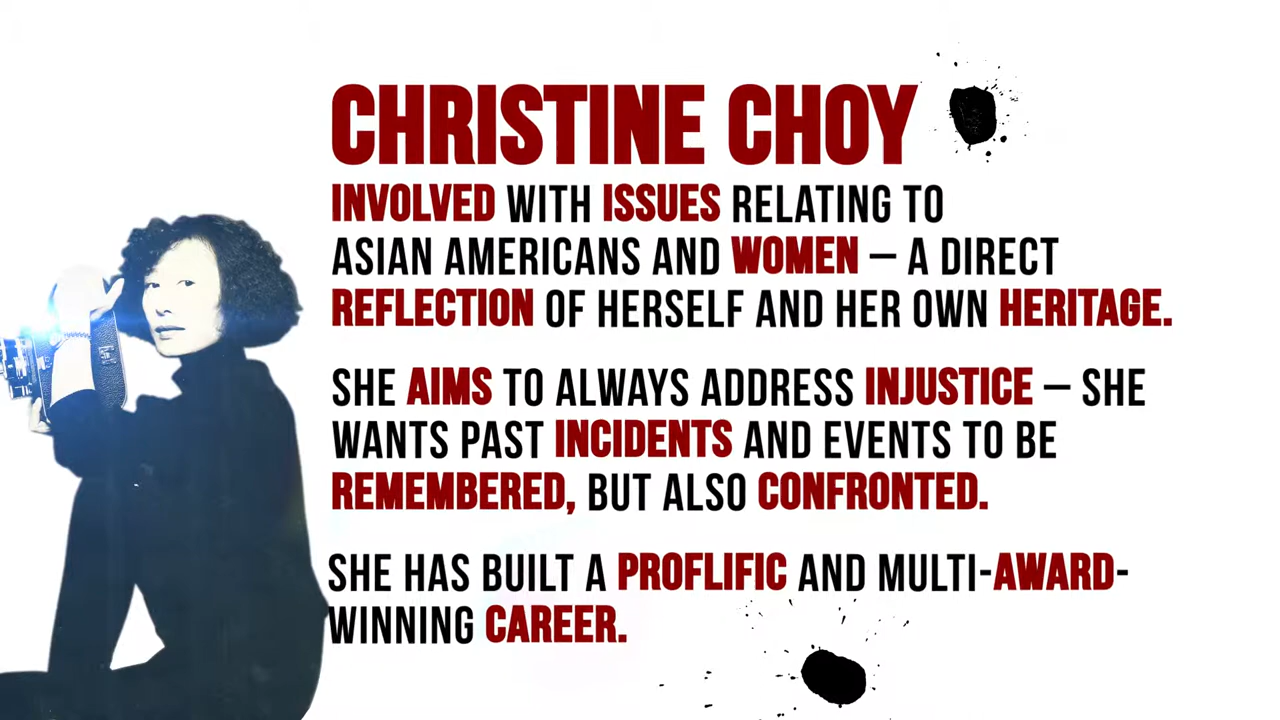 CHRISTINE CHOY
INVOLVED WITH ISSUES RELATING TO
ASIAN AMERICANS AND WOMEN – A DIRECT
REFLECTION OF HERSELF AND HER OWN HERITAGE.
SHE AIMS TO ALWAYS ADDRESS INJUSTICE – SHE
WANTS PAST INCIDENTS AND EVENTS TO BE
REMEMBERED, BUT ALSO CONFRONTED.
SHE HAS BUILT A PROFLIFIC AND MULTI-AWARD-
WINNING CAREER.